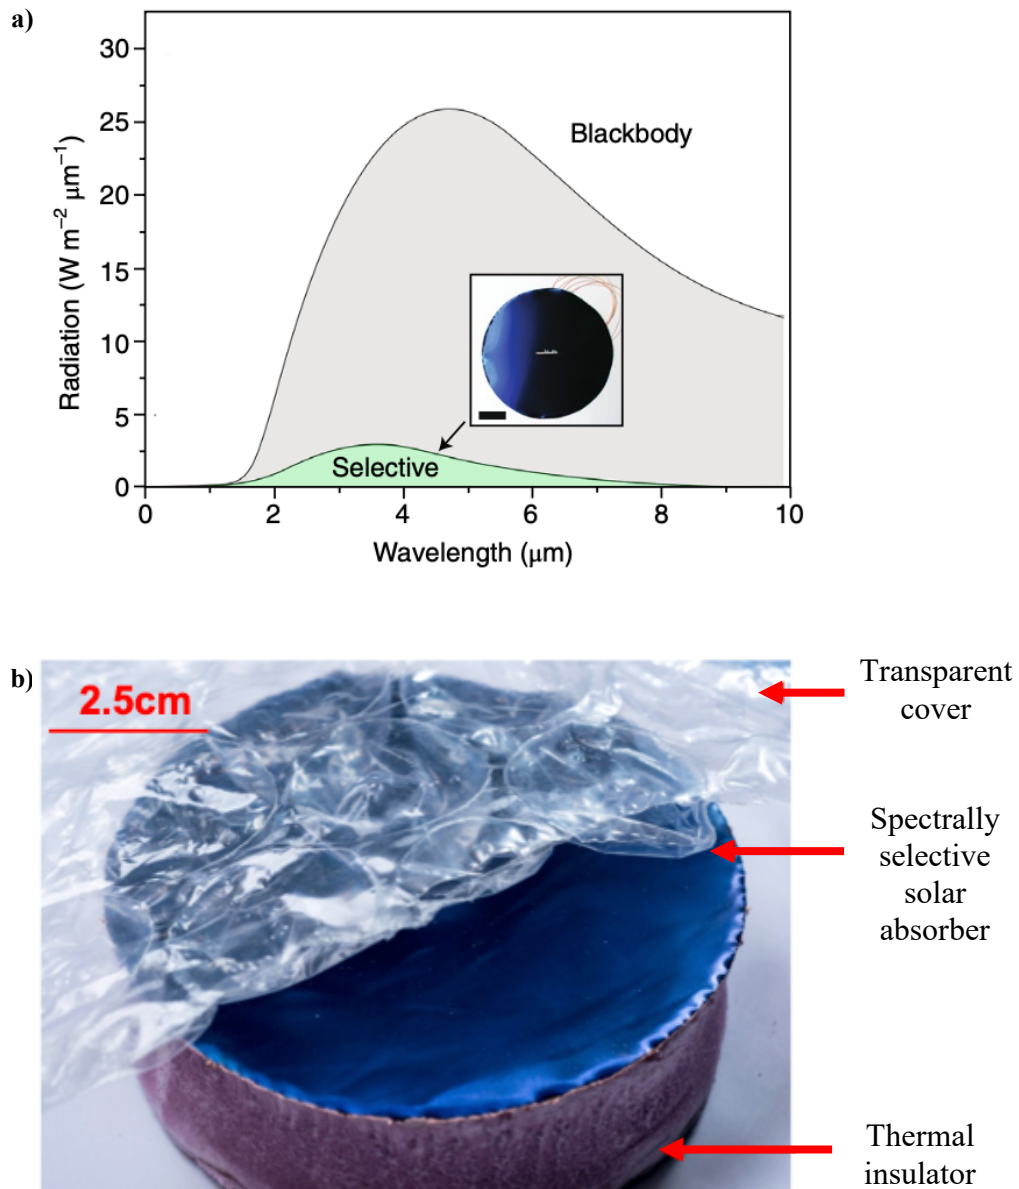 a)
30
25
20
15
10
5
0
Radiation (W m⁻² μm⁻¹)
Blackbody
Selective
0 2 4 6 8 10
Wavelength (μm)
b)
2.5cm
Transparent
cover
Spectrally
selective
solar
absorber
Thermal
insulator